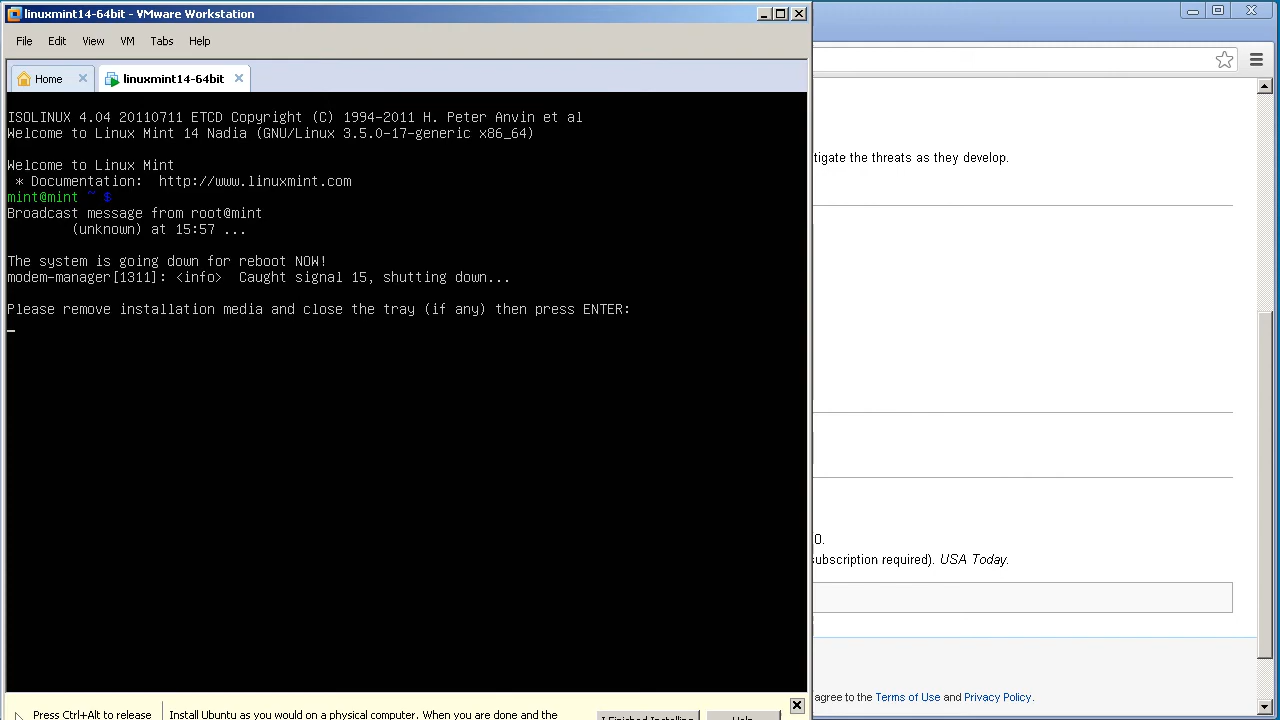 linuxmint14-64bit - VMware Workstation
File Edit View VM Tabs Help
Home linuxmint14-64bit
ISOLINUX 4.04 20110711 ETCD Copyright (C) 1994-2011 H. Peter Anvin et al
Welcome to Linux Mint 14 Nadia (GNU/Linux 3.5.0-17-generic x86_64)
Welcome to Linux Mint
* Documentation: http://www.linuxmint.com
mint@mint ~ $
Broadcast message from root@mint
(unknown) at 15:57 ...
The system is going down for reboot NOW!
modem-manager[1311]: <info> Caught signal 15, shutting down...
Please remove installation media and close the tray (if any) then press ENTER:
Press Ctrl+Alt to release
Install Ubuntu as you would on a physical computer. When you are done and the
I Finished Installing
Help
tigate the threats as they develop.
0.
subscription required). USA Today.
agree to the Terms of Use and Privacy Policy.